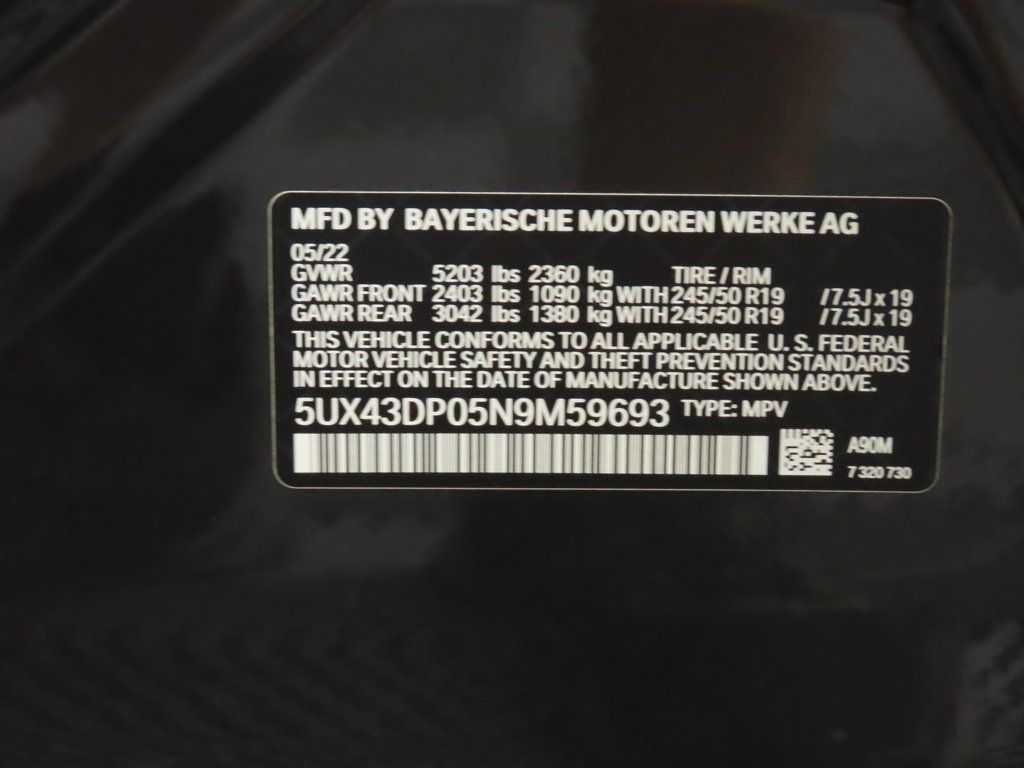 MFD BY BAYERISCHE MOTOREN WERKE AG
05/22
GVWR 5203 lbs 2360 kg TIRE / RIM
GAWR FRONT 2403 lbs 1090 kg WITH 245/50 R19 /7.5J x 19
GAWR REAR 3042 lbs 1380 kg WITH 245/50 R19 /7.5J x 19
THIS VEHICLE CONFORMS TO ALL APPLICABLE U. S. FEDERAL
MOTOR VEHICLE SAFETY AND THEFT PREVENTION STANDARDS
IN EFFECT ON THE DATE OF MANUFACTURE SHOWN ABOVE.
5UX43DP05N9M59693 TYPE: MPV
A90M
7 320 730